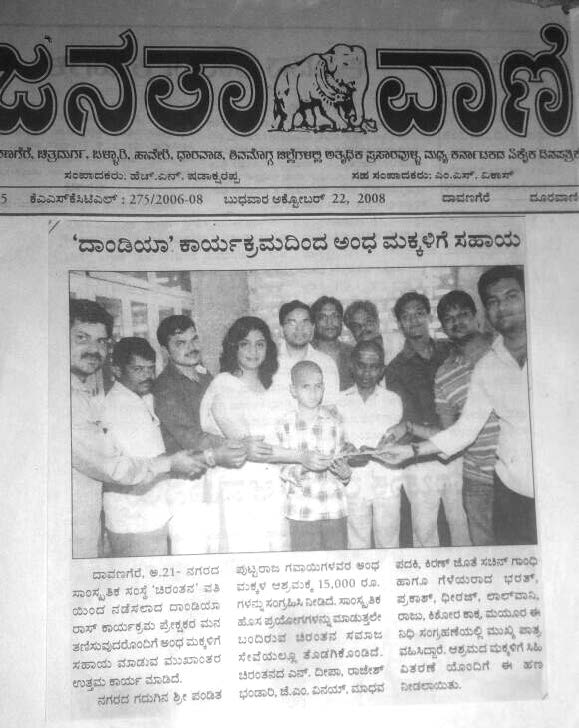 ಜನತಾ ವಾಣಿ
ಣಗೆರೆ, ಚಿತ್ರದುರ್ಗ, ಬಳ್ಳಾರಿ, ಹಾವೇರಿ, ಧಾರವಾಡ, ಶಿವಮೊಗ್ಗ ಜಿಲ್ಲೆಗಳಲ್ಲಿ ಅತ್ಯಧಿಕ ಪ್ರಸಾರವುಳ್ಳ ಮಧ್ಯ ಕರ್ನಾಟಕದ ಏಕೈಕ ದಿನಪತ್ರಿಕೆ
ಸಂಪಾದಕರು: ಹೆಚ್.ಎನ್. ಷಡಾಕ್ಷರಪ್ಪ ಸಹ ಸಂಪಾದಕರು: ಎಂ.ಎಸ್. ವಿಕಾಸ್
5 ಕೆಎಎಸ್‌ಕೆಸಿಟಿಎಲ್ : 275/2006-08 ಬುಧವಾರ ಅಕ್ಟೋಬರ್ 22, 2008 ದಾವಣಗೆರೆ ದೂರವಾಣಿ
'ದಾಂಡಿಯಾ' ಕಾರ್ಯಕ್ರಮದಿಂದ ಅಂಧ ಮಕ್ಕಳಿಗೆ ಸಹಾಯ
ದಾವಣಗೆರೆ, ಅ.21- ನಗರದ
ಸಾಂಸ್ಕೃತಿಕ ಸಂಸ್ಥೆ 'ಚಿರಂತನ' ವತಿ
ಯಿಂದ ನಡೆಸಲಾದ ದಾಂಡಿಯಾ
ರಾಸ್ ಕಾರ್ಯಕ್ರಮ ಪ್ರೇಕ್ಷಕರ ಮನ
ತಣಿಸುವುದರೊಂದಿಗೆ ಅಂಧ ಮಕ್ಕಳಿಗೆ
ಸಹಾಯ ಮಾಡುವ ಮುಖಾಂತರ
ಉತ್ತಮ ಕಾರ್ಯ ಮಾಡಿದೆ.
ನಗರದ ಗದುಗಿನ ಶ್ರೀ ಪಂಡಿತ
ಪುಟ್ಟರಾಜ ಗವಾಯಿಗಳವರ ಅಂಧ
ಮಕ್ಕಳ ಆಶ್ರಮಕ್ಕೆ 15,000 ರೂ.
ಗಳನ್ನು ಸಂಗ್ರಹಿಸಿ ನೀಡಿದೆ. ಸಾಂಸ್ಕೃತಿಕ
ಹೊಸ ಪ್ರಯೋಗಗಳನ್ನು ಮಾಡುತ್ತಲೇ
ಬಂದಿರುವ ಚಿರಂತನ ಸಮಾಜ
ಸೇವೆಯಲ್ಲೂ ತೊಡಗಿಕೊಂಡಿದೆ.
ಚಿರಂತನದ ಎನ್. ದೀಪಾ, ರಾಜೇಶ್
ಭಂಡಾರಿ, ಜೆ.ಎಂ. ವಿನಯ್, ಮಾಧವ
ಪದಕಿ, ಕಿರಣ್ ಜೊತೆ ಸಚಿನ್ ಗಾಂಧಿ
ಹಾಗೂ ಗೆಳೆಯರಾದ ಭರತ್,
ಪ್ರಕಾಶ್, ಧೀರಜ್, ಲಾಲ್‌ವಾನಿ,
ರಾಜು, ಕಿಶೋರ ಕಾಕ, ಮಯೂರ ಈ
ನಿಧಿ ಸಂಗ್ರಹಣೆಯಲ್ಲಿ ಮುಖ್ಯ ಪಾತ್ರ
ವಹಿಸಿದ್ದಾರೆ. ಆಶ್ರಮದ ಮಕ್ಕಳಿಗೆ ಸಿಹಿ
ವಿತರಣೆ ಯೊಂದಿಗೆ ಈ ಹಣ
ನೀಡಲಾಯಿತು.